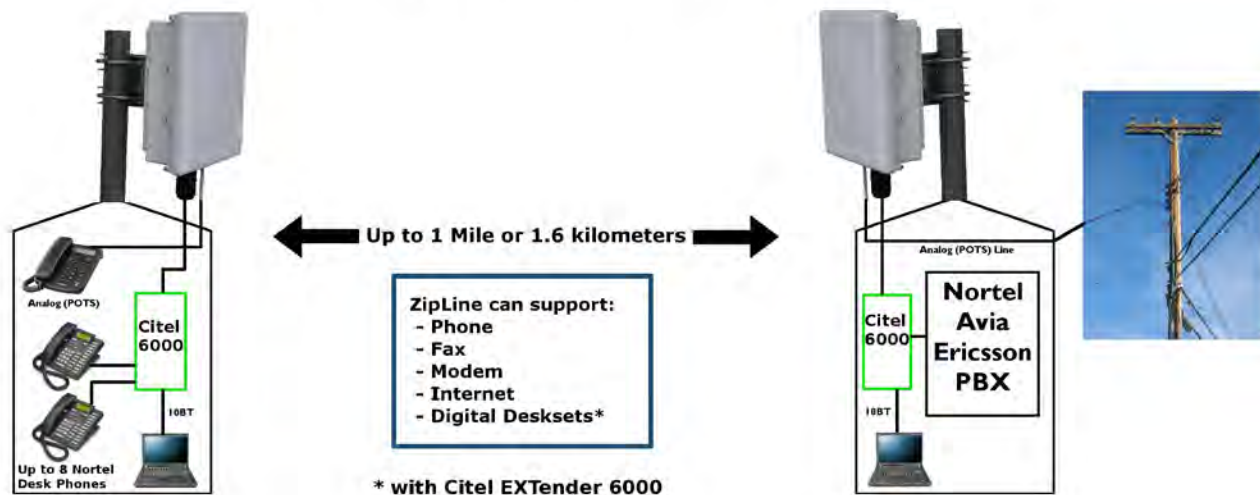 Up to 1 Mile or 1.6 kilometers
Analog (POTS)
Citel
6000
10BT
Up to 8 Nortel
Desk Phones
ZipLine can support:
- Phone
- Fax
- Modem
- Internet
- Digital Desksets*
* with Citel EXTender 6000
Analog (POTS) Line
Citel
6000
Nortel
Avia
Ericsson
PBX
10BT